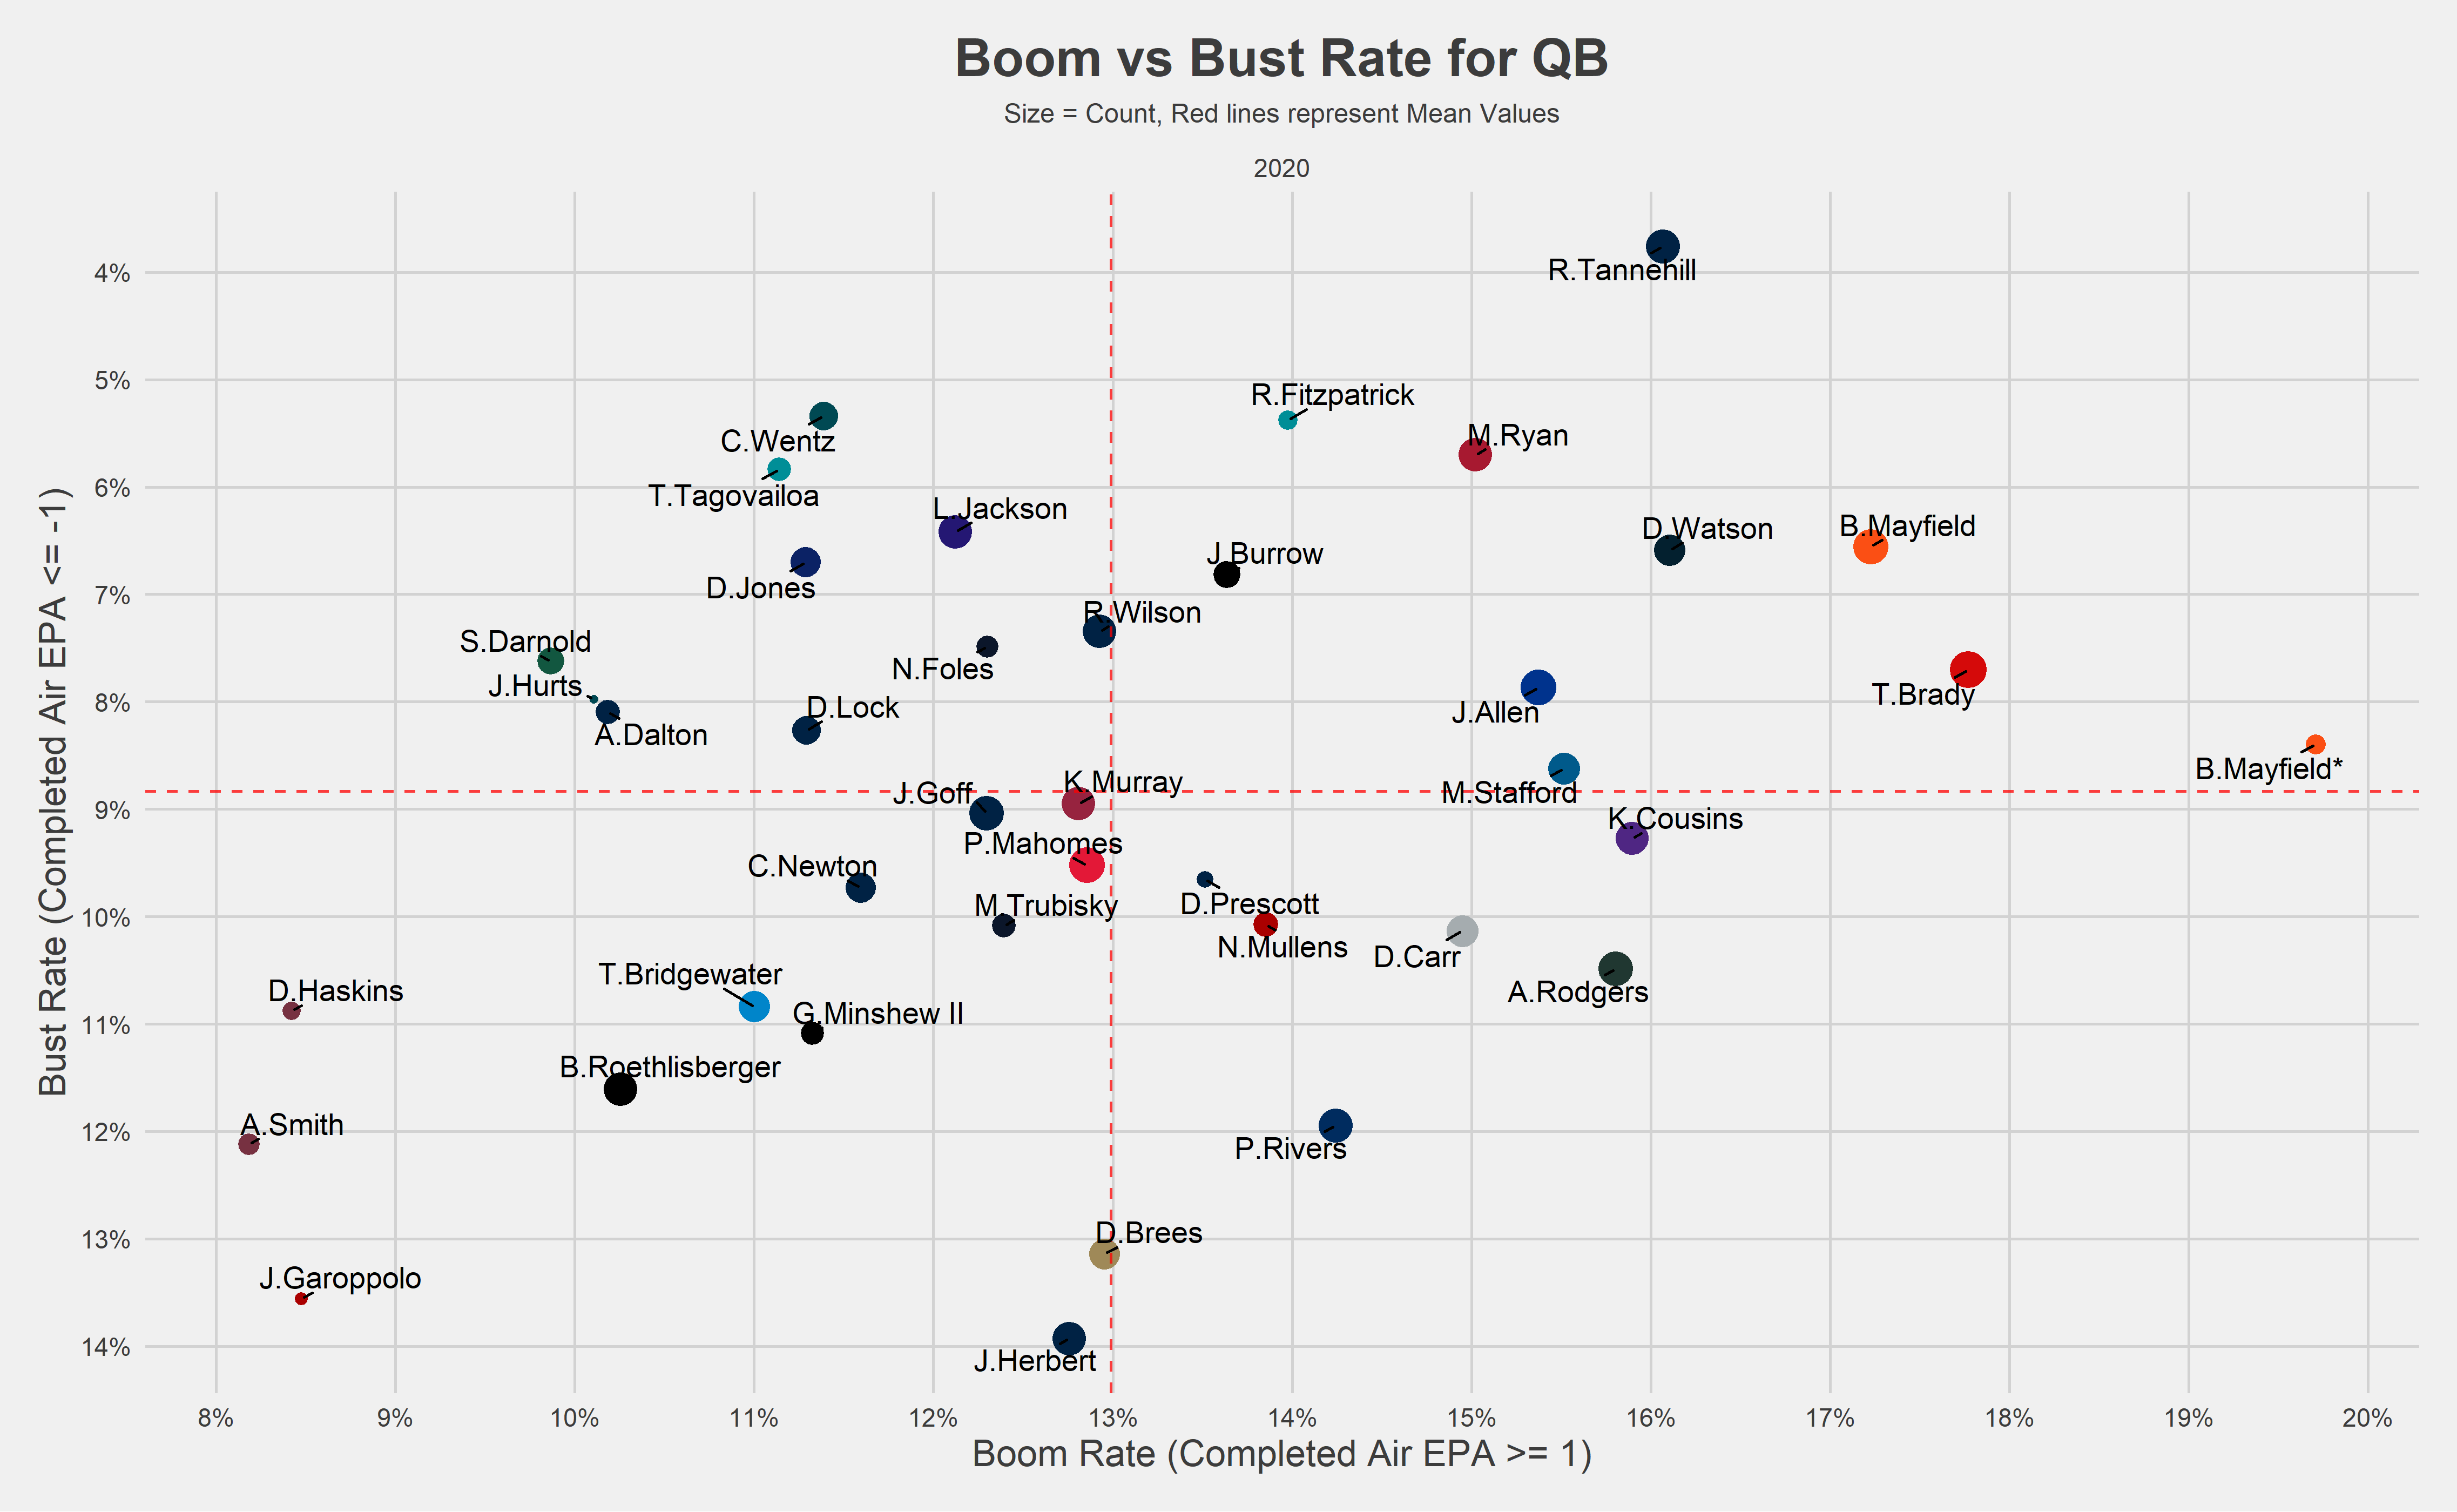 Boom vs Bust Rate for QB
Size = Count, Red lines represent Mean Values
2020
Bust Rate (Completed Air EPA <= -1)
4%
5%
6%
7%
8%
9%
10%
11%
12%
13%
14%
R.Tannehill
R.Fitzpatrick
C.Wentz
M.Ryan
T.Tagovailoa
L.Jackson
D.Watson
B.Mayfield
J.Burrow
D.Jones
R.Wilson
S.Darnold
N.Foles
J.Hurts
T.Brady
D.Lock
J.Allen
A.Dalton
B.Mayfield*
K.Murray
J.Goff
M.Stafford
K.Cousins
P.Mahomes
C.Newton
D.Prescott
M.Trubisky
N.Mullens
D.Carr
T.Bridgewater
D.Haskins
A.Rodgers
G.Minshew II
B.Roethlisberger
A.Smith
P.Rivers
D.Brees
J.Garoppolo
J.Herbert
8%
9%
10%
11%
12%
13%
14%
15%
16%
17%
18%
19%
20%
Boom Rate (Completed Air EPA >= 1)